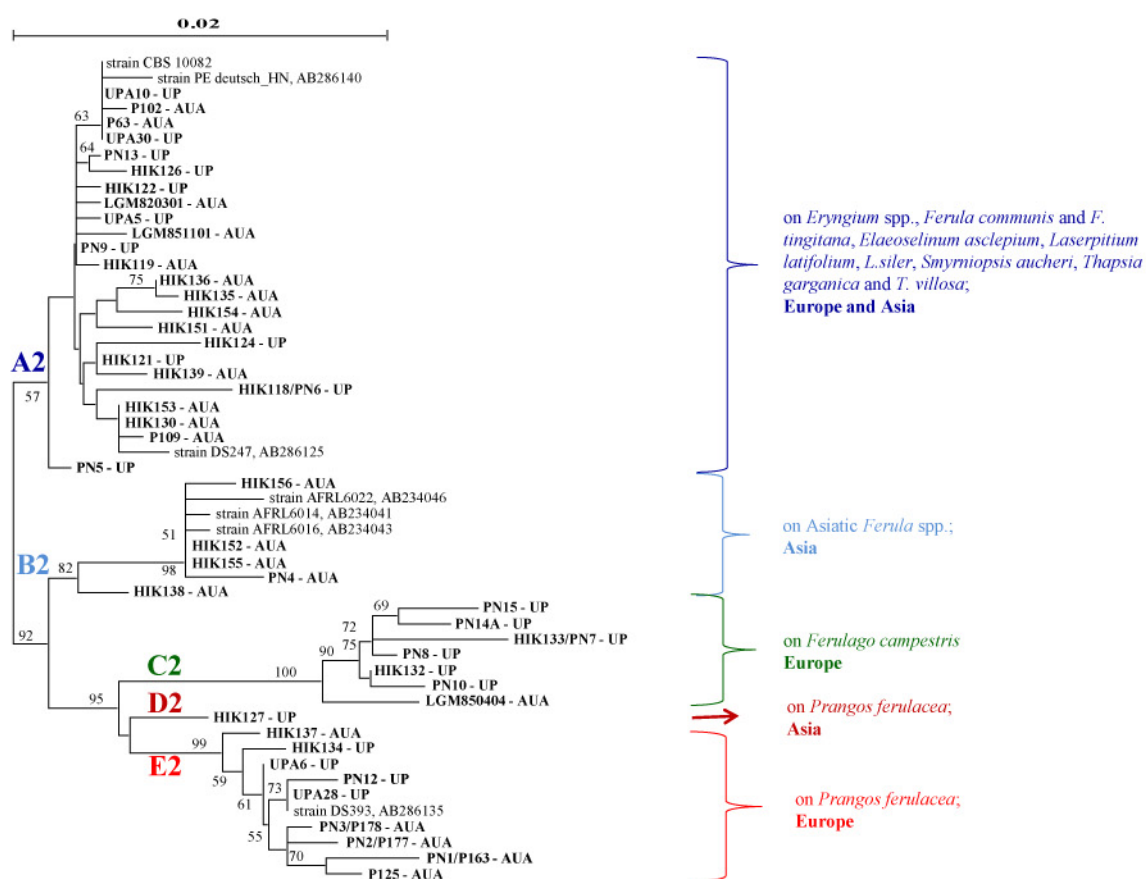 0.02
strain CBS 10082
strain PE deutsch_HN, AB286140
UPA10 - UP
P102 - AUA
63
P63 - AUA
UPA30 - UP
64
PN13 - UP
HIK126 - UP
HIK122 - UP
LGM820301 - AUA
UPA5 - UP
LGM851101 - AUA
PN9 - UP
HIK119 - AUA
75
HIK136 - AUA
HIK135 - AUA
HIK154 - AUA
HIK151 - AUA
HIK124 - UP
A2
HIK121 - UP
HIK139 - AUA
57
HIK118/PN6 - UP
HIK153 - AUA
HIK130 - AUA
P109 - AUA
strain DS247, AB286125
PN5 - UP
on Eryngium spp., Ferula communis and F.
tingitana, Elaeoselinum asclepium, Laserpitium
latifolium, L.siler, Smyrniopsis aucheri, Thapsia
garganica and T. villosa;
Europe and Asia
HIK156 - AUA
strain AFRL6022, AB234046
strain AFRL6014, AB234041
51
strain AFRL6016, AB234043
HIK152 - AUA
B2
82
HIK155 - AUA
98
PN4 - AUA
HIK138 - AUA
on Asiatic Ferula spp.;
Asia
92
69
PN15 - UP
PN14A - UP
72
HIK133/PN7 - UP
75
PN8 - UP
90
C2
100
HIK132 - UP
PN10 - UP
95
LGM850404 - AUA
on Ferulago campestris
Europe
D2
HIK127 - UP
on Prangos ferulacea;
Asia
99
HIK137 - AUA
E2
HIK134 - UP
59
UPA6 - UP
73
PN12 - UP
61
UPA28 - UP
strain DS393, AB286135
55
PN3/P178 - AUA
PN2/P177 - AUA
70
PN1/P163 - AUA
P125 - AUA
on Prangos ferulacea;
Europe